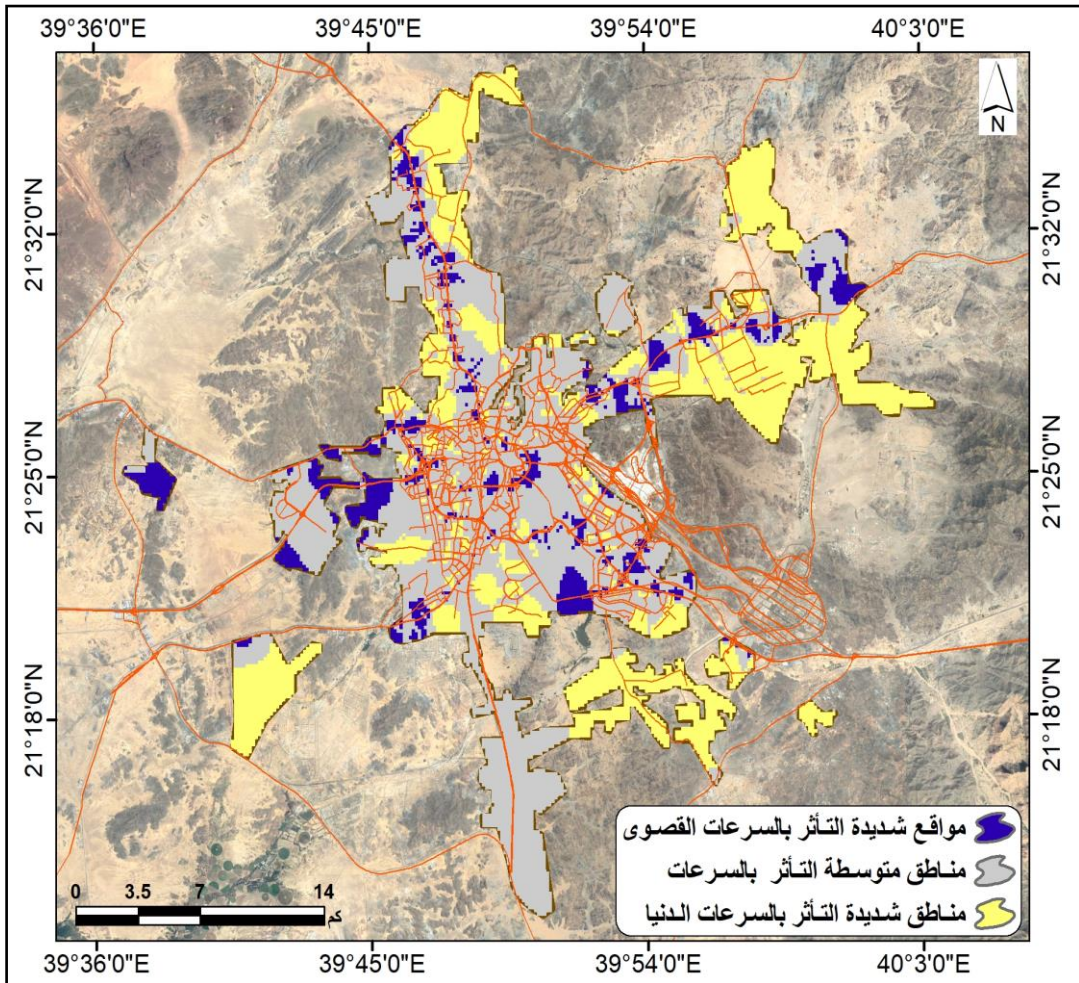 39°36'0"E 39°45'0"E 39°54'0"E 40°3'0"E
N
21°32'0"N 21°32'0"N
21°25'0"N 21°25'0"N
21°18'0"N 21°18'0"N
مواقع شديدة التأثر بالسرعات القصوى
مناطق متوسطة التأثر بالسرعات
مناطق شديدة التأثر بالسرعات الدنيا
0 3.5 7 14
كم
39°36'0"E 39°45'0"E 39°54'0"E 40°3'0"E